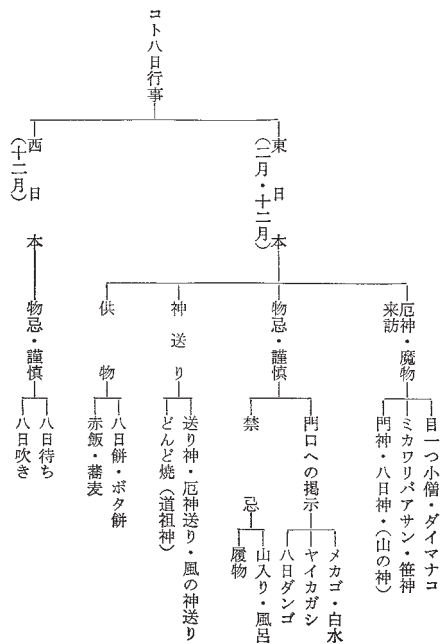 コト八日行事
東日本
(二月・十二月)
厄神・魔物
来訪
目一つ小僧・ダイマナコ
ミカワリバアサン・笹神
門神・八日神・(山の神)
物忌・謹慎
門口への掲示
メカゴ・白水
ヤイカガシ
八日ダンゴ
禁忌
山入り・風呂
履物
神送り
送り神・厄神送り・風の神送り
どんど焼(道祖神)
供物
八日餅・ボタ餅
赤飯・蕎麦
西日本
(十二月)
物忌・謹慎
八日待ち
八日吹き